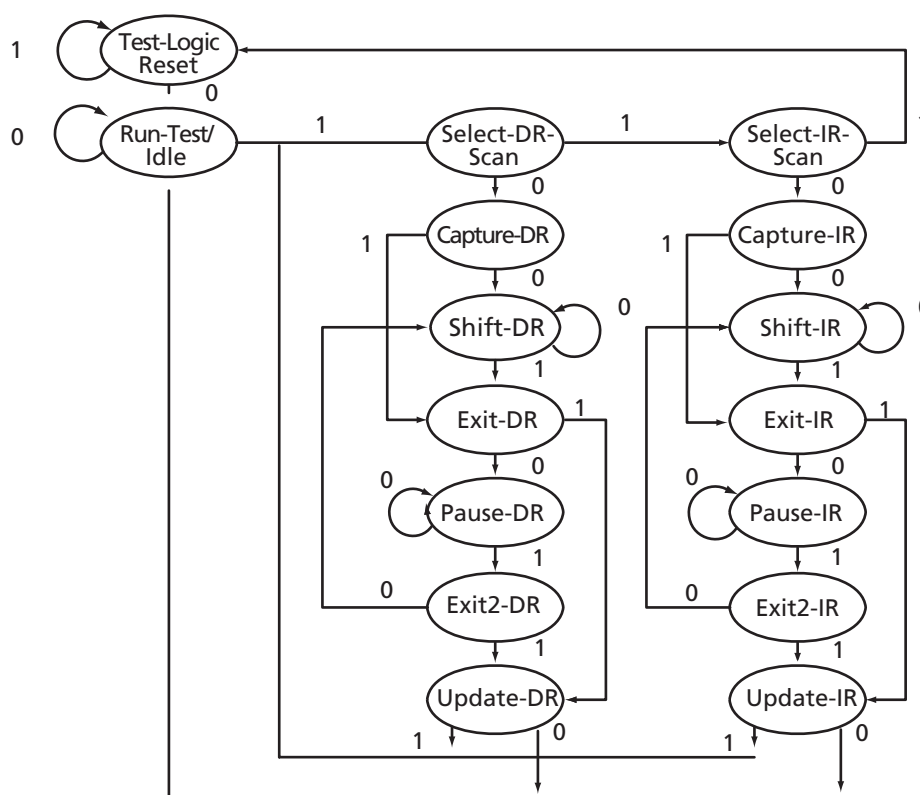 1
Test-Logic
Reset
0
0
Run-Test/
Idle
1
Select-DR-
Scan
1
Select-IR-
Scan
0
0
1
Capture-DR
1
Capture-IR
0
0
Shift-DR
0
Shift-IR
1
1
Exit-DR
1
Exit-IR
1
0
0
0
Pause-DR
0
Pause-IR
1
1
0
Exit2-DR
0
Exit2-IR
1
1
Update-DR
Update-IR
1
0
1
0